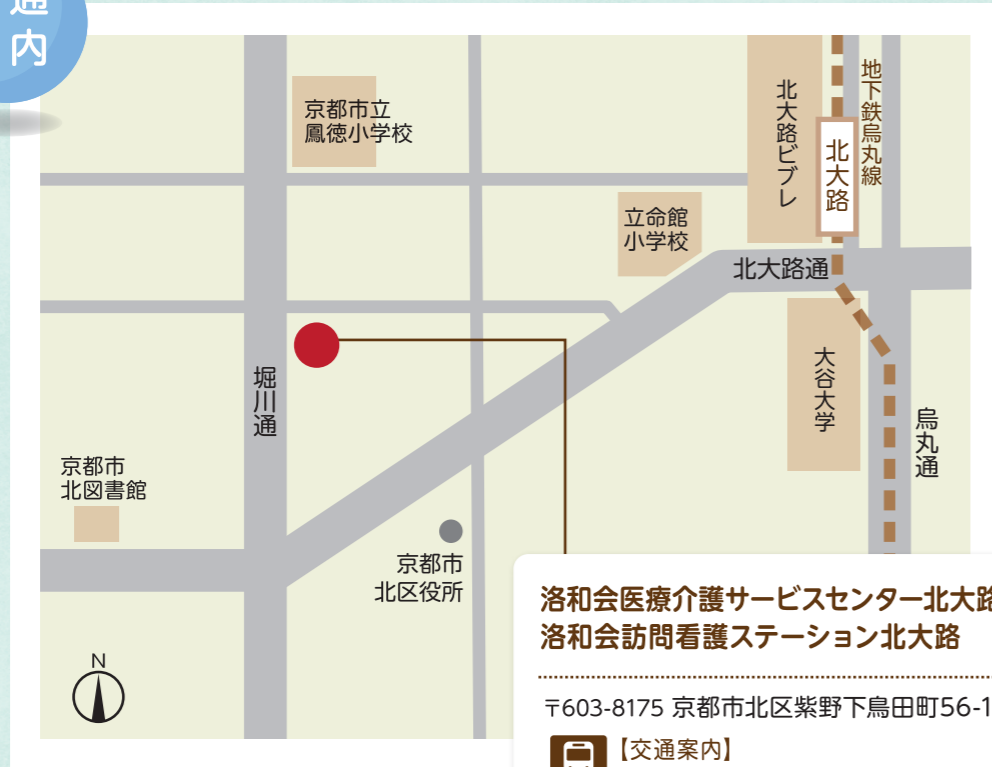 通
内
京都市立
鳳徳小学校
北大路ビブレ
北大路
地下鉄烏丸線
立命館
小学校
北大路通
大谷大学
烏丸通
堀川通
京都市
北図書館
京都市
北区役所
N
洛和会医療介護サービスセンター北大路
洛和会訪問看護ステーション北大路
〒603-8175 京都市北区紫野下鳥田町56-1
【交通案内】